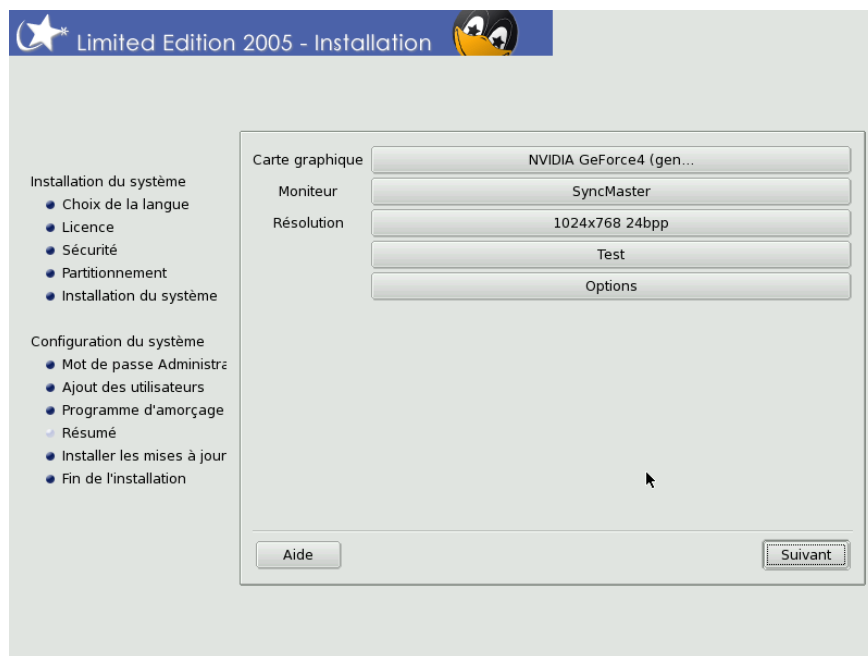 Limited Edition 2005 - Installation
Installation du système
Choix de la langue
Licence
Sécurité
Partitionnement
Installation du système
Configuration du système
Mot de passe Administra
Ajout des utilisateurs
Programme d'amorçage
Résumé
Installer les mises à jour
Fin de l'installation
Carte graphique
NVIDIA GeForce4 (gen...
Moniteur
SyncMaster
Résolution
1024x768 24bpp
Test
Options
Aide
Suivant